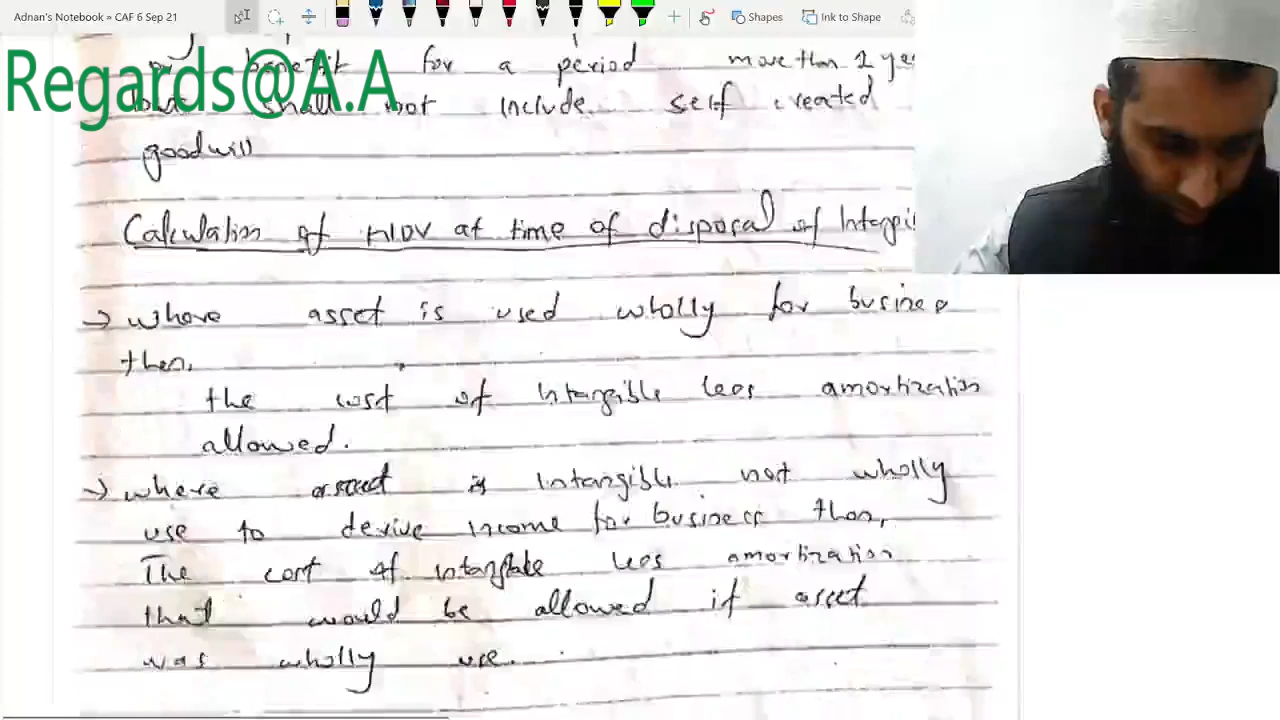 Adnan's Notebook » CAF 6 Sep 21
Shapes
Ink to Shape
Regards@A.A
benefit for a period more than 1 yea
shall not include self created
goodwill
Calculation of WDV at time of disposal of Intangi
→ where asset is used wholly for business
then,
the cost of Intangible less amortization
allowed.
→ where asset is Intangible not wholly
use to derive income for business then,
The cost of intangible less amortization
that would be allowed if asset
was wholly use.